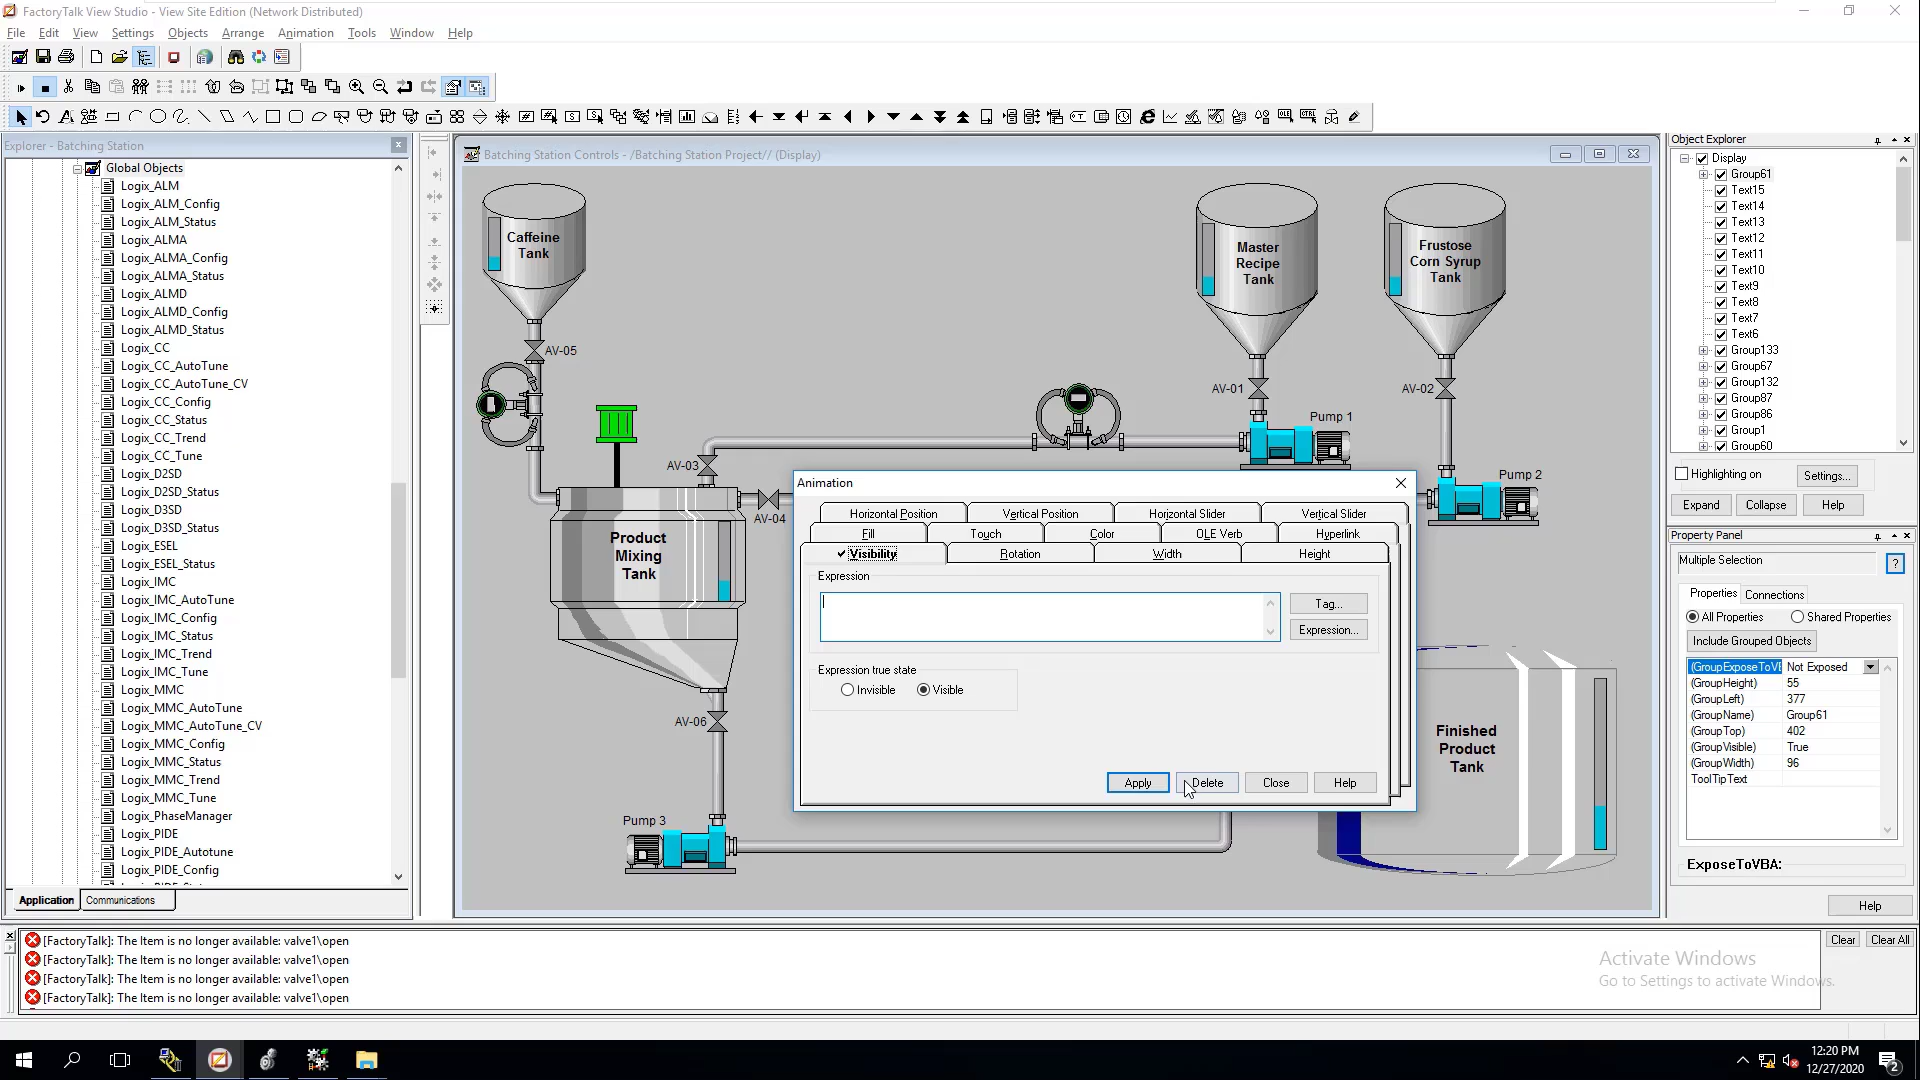 FactoryTalk View Studio - View Site Edition (Network Distributed)
File Edit View Settings Objects Arrange Animation Tools Window Help
Explorer - Batching Station
Global Objects
Logix_ALM
Logix_ALM_Config
Logix_ALM_Status
Logix_ALMA
Logix_ALMA_Config
Logix_ALMA_Status
Logix_ALMD
Logix_ALMD_Config
Logix_ALMD_Status
Logix_CC
Logix_CC_AutoTune
Logix_CC_AutoTune_CV
Logix_CC_Config
Logix_CC_Status
Logix_CC_Trend
Logix_CC_Tune
Logix_D2SD
Logix_D2SD_Status
Logix_D3SD
Logix_D3SD_Status
Logix_ESEL
Logix_ESEL_Status
Logix_IMC
Logix_IMC_AutoTune
Logix_IMC_Config
Logix_IMC_Status
Logix_IMC_Trend
Logix_IMC_Tune
Logix_MMC
Logix_MMC_AutoTune
Logix_MMC_AutoTune_CV
Logix_MMC_Config
Logix_MMC_Status
Logix_MMC_Trend
Logix_MMC_Tune
Logix_PhaseManager
Logix_PIDE
Logix_PIDE_Autotune
Logix_PIDE_Config
Application Communications
Batching Station Controls - /Batching Station Project// (Display)
Caffeine
Tank
AV-05
Master
Recipe
Tank
Frustose
Corn Syrup
Tank
AV-01
AV-02
Pump 1
AV-03
AV-04
Pump 2
Product
Mixing
Tank
AV-06
Pump 3
Finished
Product
Tank
Animation
Horizontal Position Vertical Position Horizontal Slider Vertical Slider
Fill Touch Color OLE Verb Hyperlink
Visibility Rotation Width Height
Expression
Tag...
Expression...
Expression true state
Invisible Visible
Apply Delete Close Help
Object Explorer
Display
Group61
Text15
Text14
Text13
Text12
Text11
Text10
Text9
Text8
Text7
Text6
Group133
Group67
Group132
Group87
Group86
Group1
Group60
Highlighting on Settings...
Expand Collapse Help
Property Panel
Multiple Selection ?
Properties Connections
All Properties Shared Properties
Include Grouped Objects
(GroupExposeToVB Not Exposed
(GroupHeight) 55
(GroupLeft) 377
(GroupName) Group61
(GroupTop) 402
(GroupVisible) True
(GroupWidth) 96
ToolTipText
ExposeToVBA:
Help
[FactoryTalk]: The Item is no longer available: valve1\open
[FactoryTalk]: The Item is no longer available: valve1\open
[FactoryTalk]: The Item is no longer available: valve1\open
[FactoryTalk]: The Item is no longer available: valve1\open
Clear Clear All
Activate Windows
Go to Settings to activate Windows.
12:20 PM
12/27/2020
2